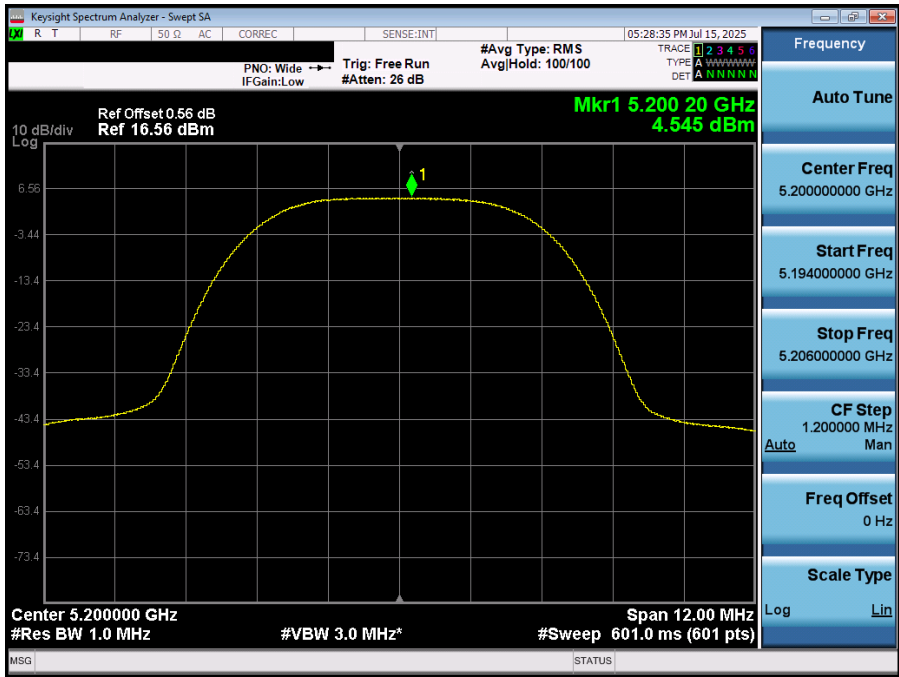 Keysight Spectrum Analyzer - Swept SA
LXI R T RF 50 Ω AC CORREC SENSE:INT 05:28:35 PM Jul 15, 2025
PNO: Wide Trig: Free Run #Avg Type: RMS TRACE 1 2 3 4 5 6
IFGain:Low #Atten: 26 dB Avg|Hold: 100/100 TYPE A WWWWW
DET A N N N N N
Mkr1 5.200 20 GHz
4.545 dBm
Ref Offset 0.56 dB
10 dB/div Ref 16.56 dBm
Log
1
6.56
-3.44
-13.4
-23.4
-33.4
-43.4
-53.4
-63.4
-73.4
Center 5.200000 GHz Span 12.00 MHz
#Res BW 1.0 MHz #VBW 3.0 MHz* #Sweep 601.0 ms (601 pts)
MSG STATUS
Frequency
Auto Tune
Center Freq
5.200000000 GHz
Start Freq
5.194000000 GHz
Stop Freq
5.206000000 GHz
CF Step
1.200000 MHz
Auto Man
Freq Offset
0 Hz
Scale Type
Log Lin